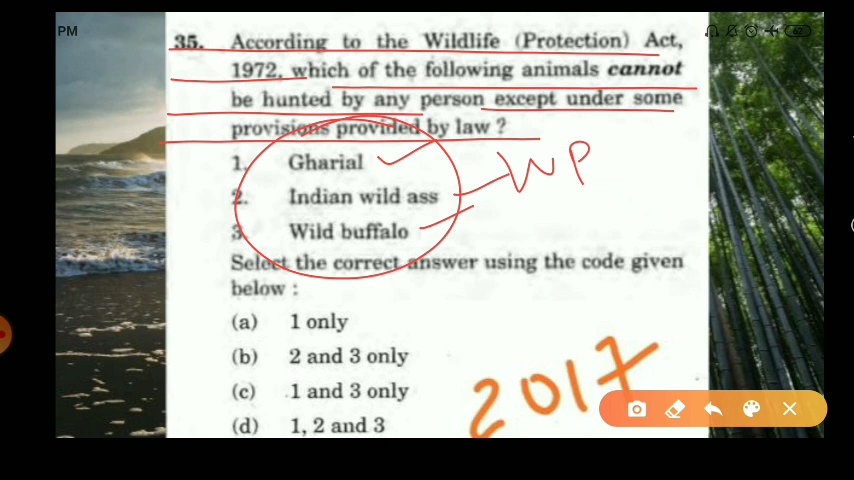 PM
35. According to the Wildlife (Protection) Act,
1972, which of the following animals cannot
be hunted by any person except under some
provisions provided by law ?
1. Gharial
2. Indian wild ass
3. Wild buffalo
WP
Select the correct answer using the code given
below :
(a) 1 only
(b) 2 and 3 only
(c) 1 and 3 only
(d) 1, 2 and 3
2017